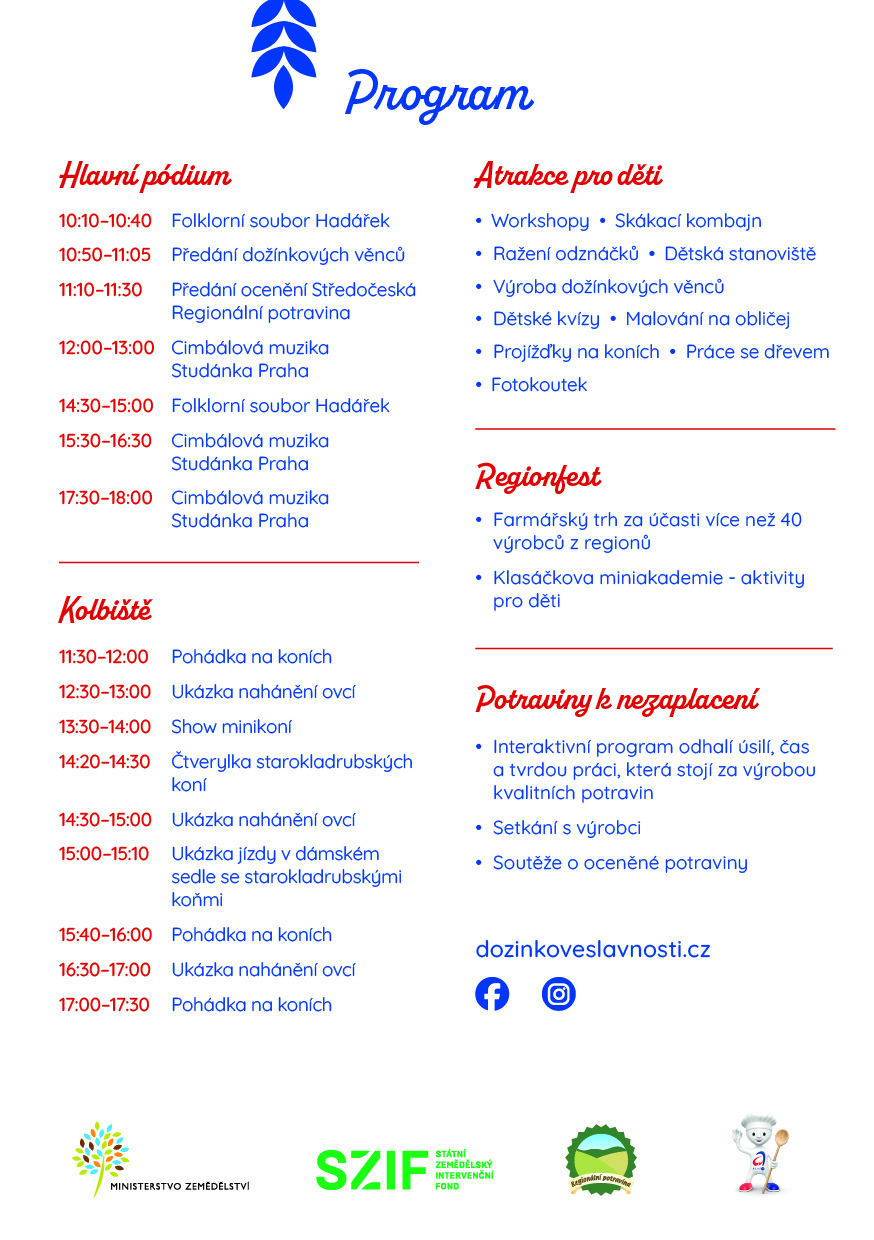 Program
Hlavní pódium
10:10–10:40 Folklorní soubor Hadářek
10:50–11:05 Předání dožínkových věnců
11:10–11:30 Předání ocenění Středočeská
Regionální potravina
12:00–13:00 Cimbálová muzika
Studánka Praha
14:30–15:00 Folklorní soubor Hadářek
15:30–16:30 Cimbálová muzika
Studánka Praha
17:30–18:00 Cimbálová muzika
Studánka Praha
Kolbiště
11:30–12:00 Pohádka na koních
12:30–13:00 Ukázka nahánění ovcí
13:30–14:00 Show minikoní
14:20–14:30 Čtverylka starokladrubských
koní
14:30–15:00 Ukázka nahánění ovcí
15:00–15:10 Ukázka jízdy v dámském
sedle se starokladrubskými
koňmi
15:40–16:00 Pohádka na koních
16:30–17:00 Ukázka nahánění ovcí
17:00–17:30 Pohádka na koních
Atrakce pro děti
• Workshopy • Skákací kombajn
• Ražení odznáčků • Dětská stanoviště
• Výroba dožínkových věnců
• Dětské kvízy • Malování na obličej
• Projížďky na koních • Práce se dřevem
• Fotokoutek
Regionfest
• Farmářský trh za účasti více než 40
výrobců z regionů
• Klasáčkova miniakademie - aktivity
pro děti
Potraviny k nezaplacení
• Interaktivní program odhalí úsilí, čas
a tvrdou práci, která stojí za výrobou
kvalitních potravin
• Setkání s výrobci
• Soutěže o oceněné potraviny
dozinkoveslavnosti.cz
MINISTERSTVO ZEMĚDĚLSTVÍ
SZIF
STÁTNÍ
ZEMĚDĚLSKÝ
INTERVENČNÍ
FOND
Regionální potravina